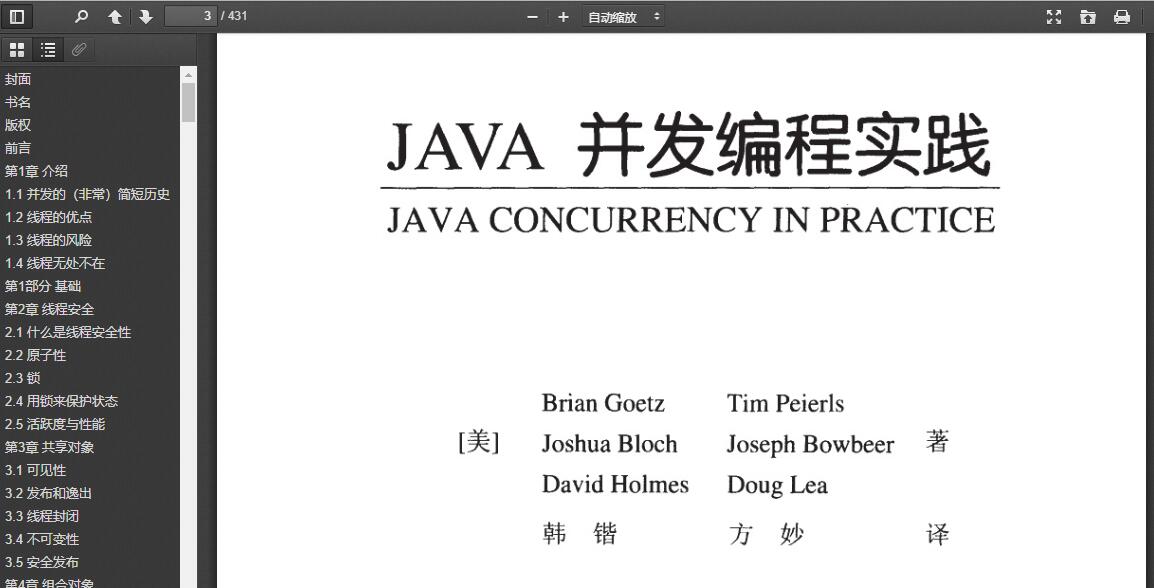 3 / 431
自动缩放
封面
书名
版权
前言
第1章 介绍
1.1 并发的（非常）简短历史
1.2 线程的优点
1.3 线程的风险
1.4 线程无处不在
第1部分 基础
第2章 线程安全
2.1 什么是线程安全性
2.2 原子性
2.3 锁
2.4 用锁来保护状态
2.5 活跃度与性能
第3章 共享对象
3.1 可见性
3.2 发布和逸出
3.3 线程封闭
3.4 不可变性
3.5 安全发布
第4章 组合对象
JAVA 并发编程实践
JAVA CONCURRENCY IN PRACTICE
Brian Goetz Tim Peierls
[美] Joshua Bloch Joseph Bowbeer 著
David Holmes Doug Lea
韩 锴 方 妙 译